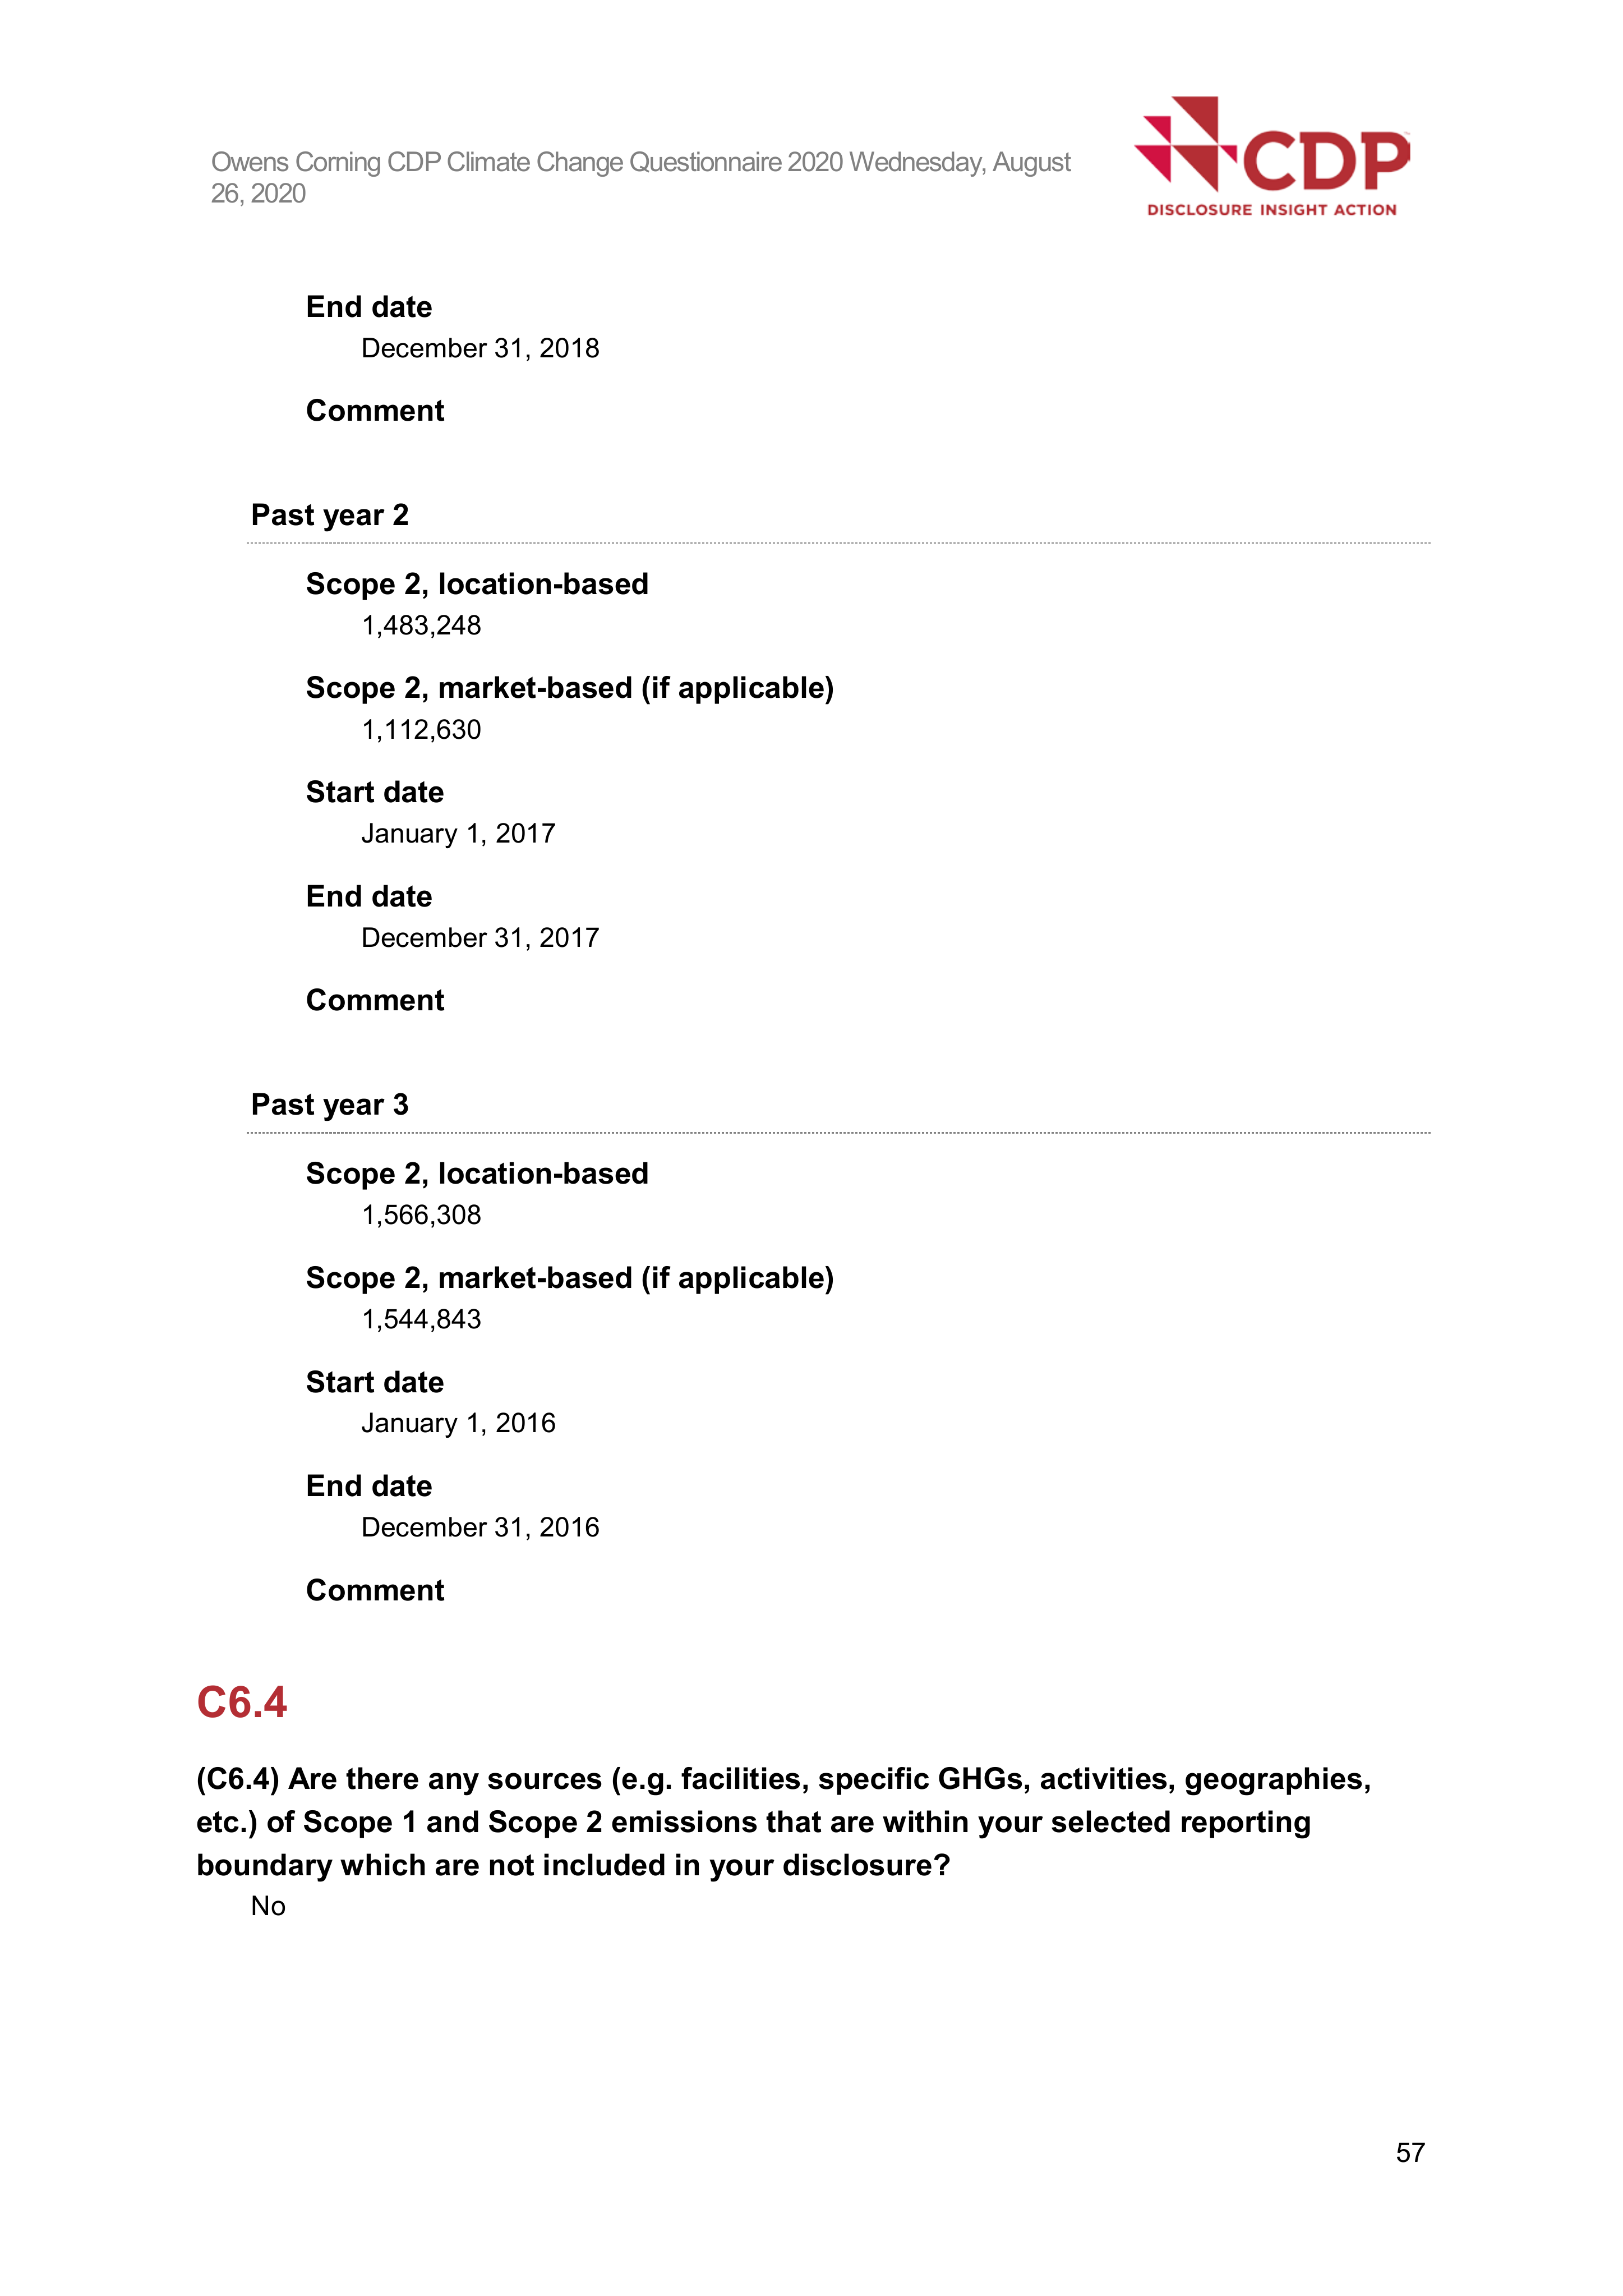 Owens Corning CDP Climate Change Questionnaire 2020 Wednesday, August
26, 2020
CDP
DISCLOSURE INSIGHT ACTION
End date
December 31, 2018
Comment
Past year 2
Scope 2, location-based
1,483,248
Scope 2, market-based (if applicable)
1,112,630
Start date
January 1, 2017
End date
December 31, 2017
Comment
Past year 3
Scope 2, location-based
1,566,308
Scope 2, market-based (if applicable)
1,544,843
Start date
January 1, 2016
End date
December 31, 2016
Comment
C6.4
(C6.4) Are there any sources (e.g. facilities, specific GHGs, activities, geographies,
etc.) of Scope 1 and Scope 2 emissions that are within your selected reporting
boundary which are not included in your disclosure?
No
57